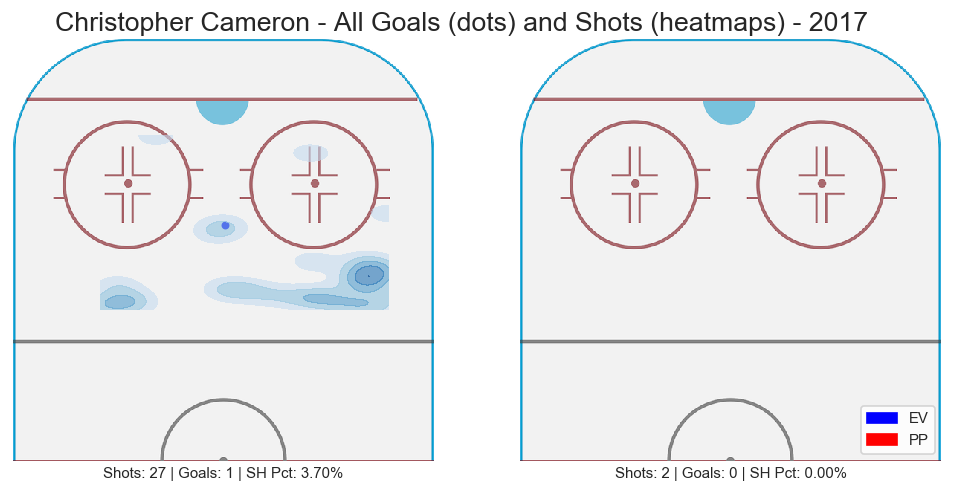 Christopher Cameron - All Goals (dots) and Shots (heatmaps) - 2017
EV
PP
Shots: 27 | Goals: 1 | SH Pct: 3.70%
Shots: 2 | Goals: 0 | SH Pct: 0.00%